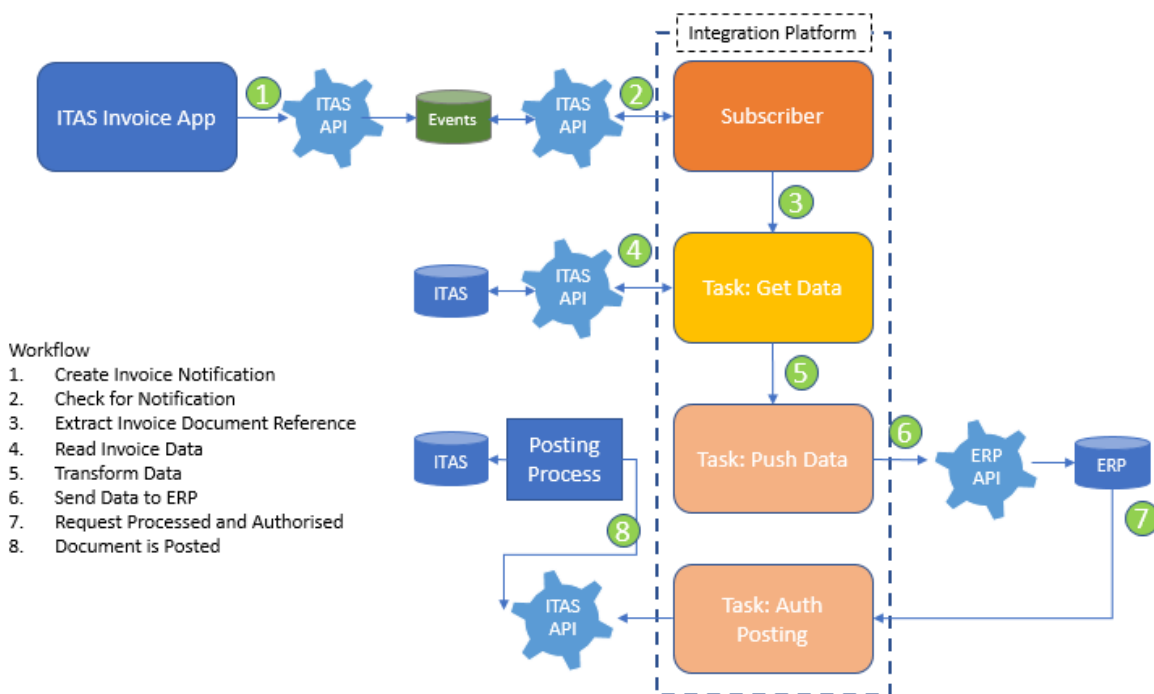 Integration Platform
ITAS Invoice App
1
ITAS
API
Events
ITAS
API
2
Subscriber
3
ITAS
ITAS
API
4
Task: Get Data
5
Workflow
1. Create Invoice Notification
2. Check for Notification
3. Extract Invoice Document Reference
4. Read Invoice Data
5. Transform Data
6. Send Data to ERP
7. Request Processed and Authorised
8. Document is Posted
ITAS
Posting
Process
Task: Push Data
6
ERP
API
ERP
7
8
ITAS
API
Task: Auth
Posting